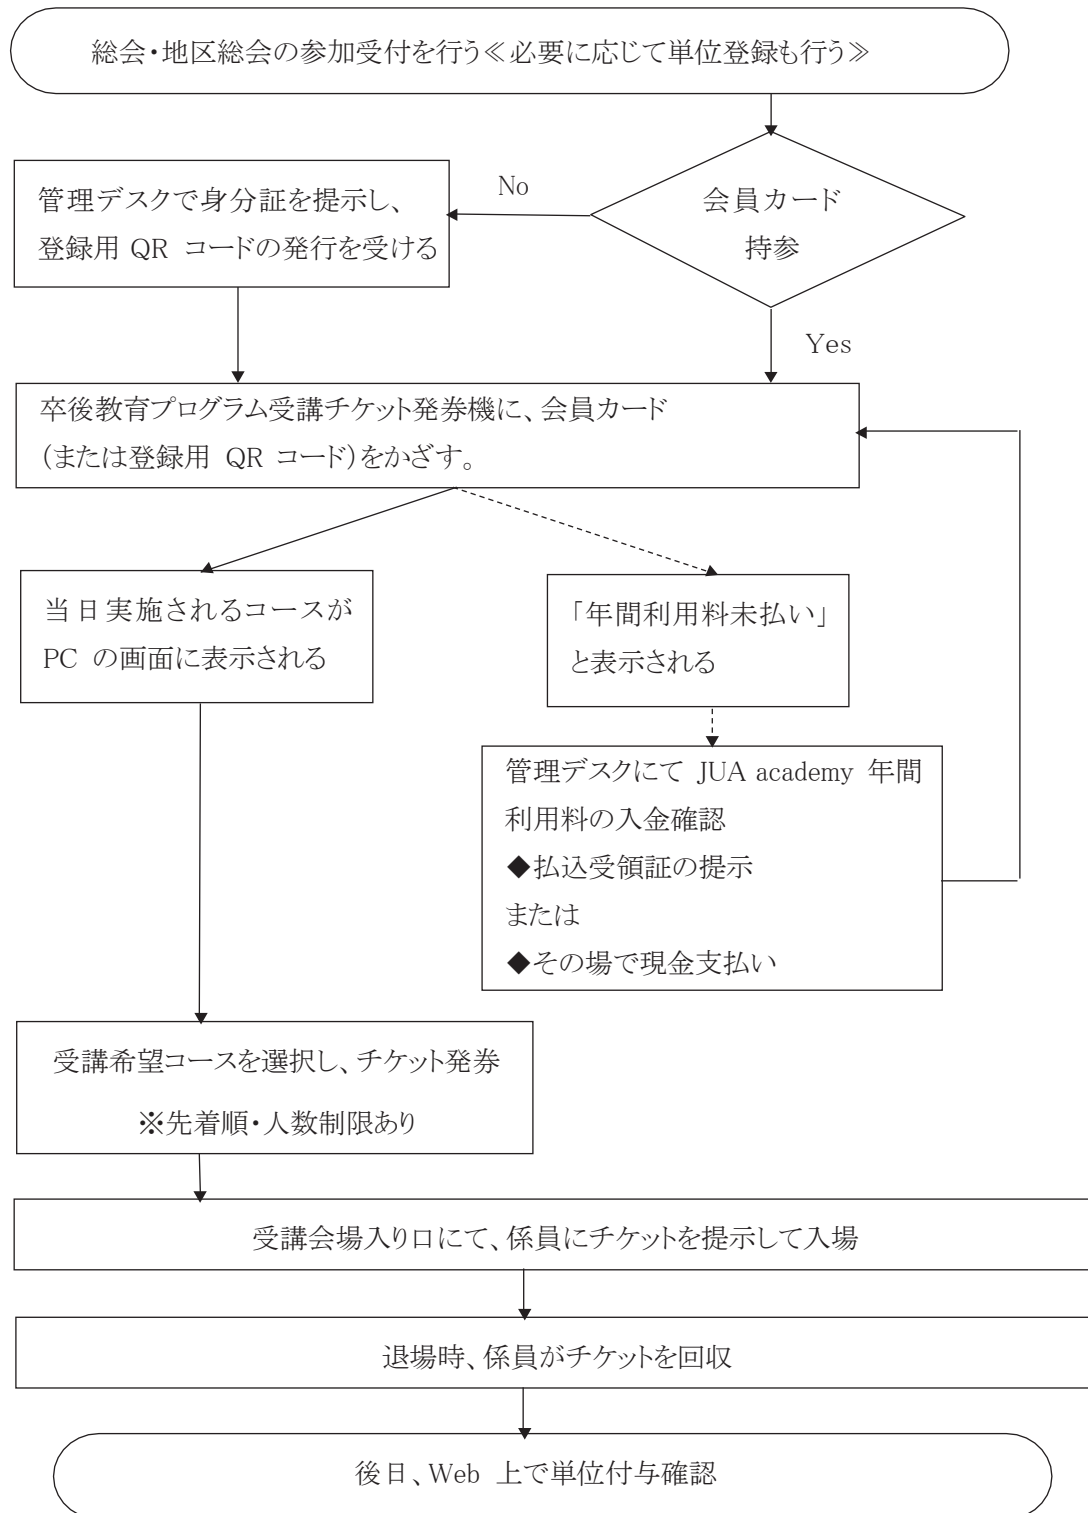 総会・地区総会の参加受付を行う≪必要に応じて単位登録も行う≫
会員カード
持参
No
管理デスクで身分証を提示し、
登録用 QR コードの発行を受ける
Yes
卒後教育プログラム受講チケット発券機に、会員カード
(または登録用 QR コード)をかざす。
当日実施されるコースが
PC の画面に表示される
「年間利用料未払い」
と表示される
管理デスクにて JUA academy 年間
利用料の入金確認
◆払込受領証の提示
または
◆その場で現金支払い
受講希望コースを選択し、チケット発券
※先着順・人数制限あり
受講会場入り口にて、係員にチケットを提示して入場
退場時、係員がチケットを回収
後日、Web 上で単位付与確認